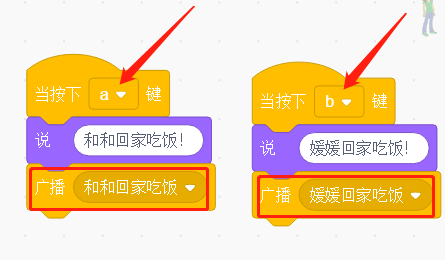 当按下 a 键
说 和和回家吃饭!
广播 和和回家吃饭
当按下 b 键
说 媛媛回家吃饭!
广播 媛媛回家吃饭